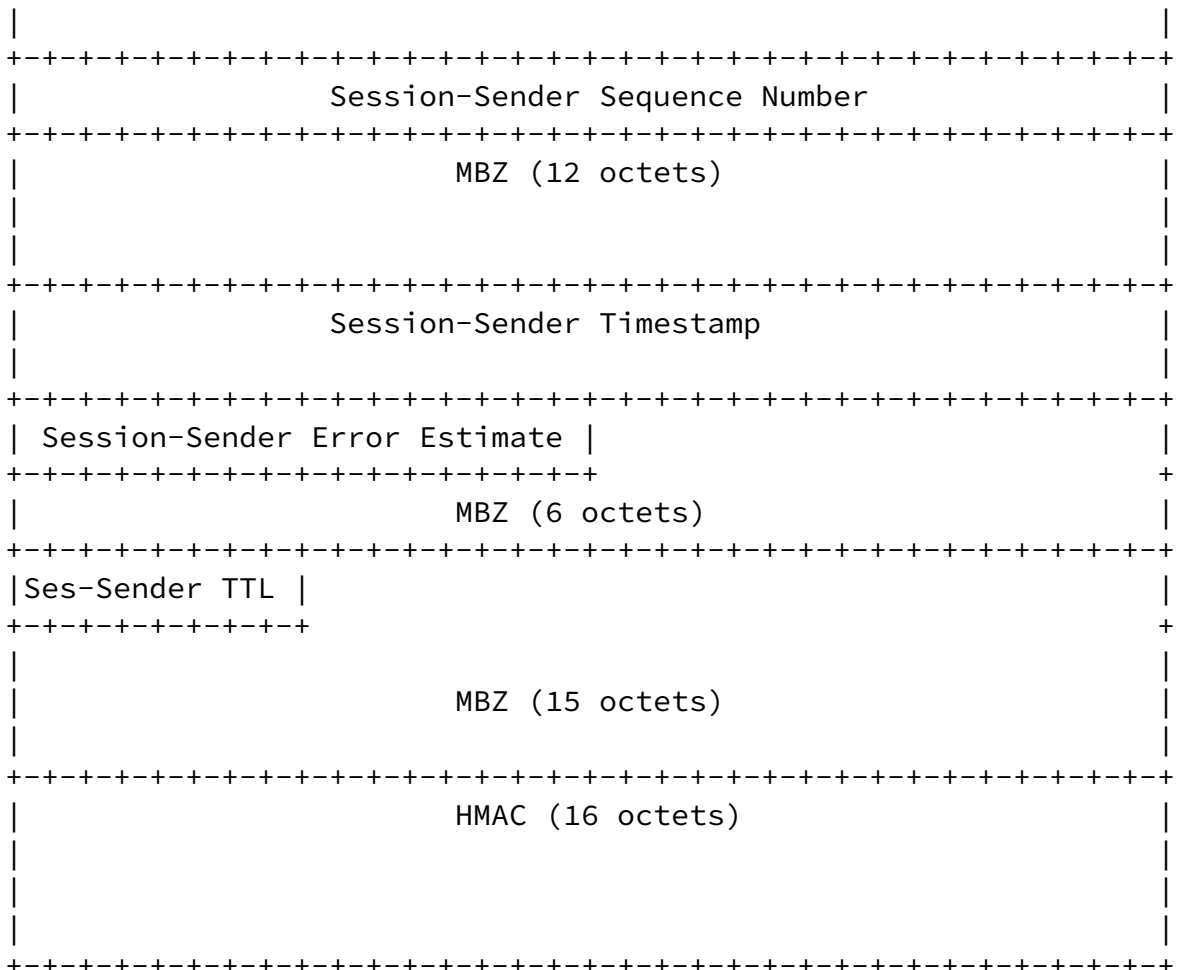 |                                                               |
+-+-+-+-+-+-+-+-+-+-+-+-+-+-+-+-+-+-+-+-+-+-+-+-+-+-+-+-+-+-+-+-+
|                 Session-Sender Sequence Number                |
+-+-+-+-+-+-+-+-+-+-+-+-+-+-+-+-+-+-+-+-+-+-+-+-+-+-+-+-+-+-+-+-+
|                        MBZ (12 octets)                        |
|                                                               |
|                                                               |
+-+-+-+-+-+-+-+-+-+-+-+-+-+-+-+-+-+-+-+-+-+-+-+-+-+-+-+-+-+-+-+-+
|                 Session-Sender Timestamp                      |
|                                                               |
+-+-+-+-+-+-+-+-+-+-+-+-+-+-+-+-+-+-+-+-+-+-+-+-+-+-+-+-+-+-+-+-+
| Session-Sender Error Estimate |                               |
+-+-+-+-+-+-+-+-+-+-+-+-+-+-+-+-+                               +
|                        MBZ (6 octets)                         |
+-+-+-+-+-+-+-+-+-+-+-+-+-+-+-+-+-+-+-+-+-+-+-+-+-+-+-+-+-+-+-+-+
|Ses-Sender TTL |                                               |
+-+-+-+-+-+-+-+-+                                               +
|                                                               |
|                        MBZ (15 octets)                        |
|                                                               |
+-+-+-+-+-+-+-+-+-+-+-+-+-+-+-+-+-+-+-+-+-+-+-+-+-+-+-+-+-+-+-+-+
|                        HMAC (16 octets)                       |
|                                                               |
|                                                               |
|                                                               |
+-+-+-+-+-+-+-+-+-+-+-+-+-+-+-+-+-+-+-+-+-+-+-+-+-+-+-+-+-+-+-+-+